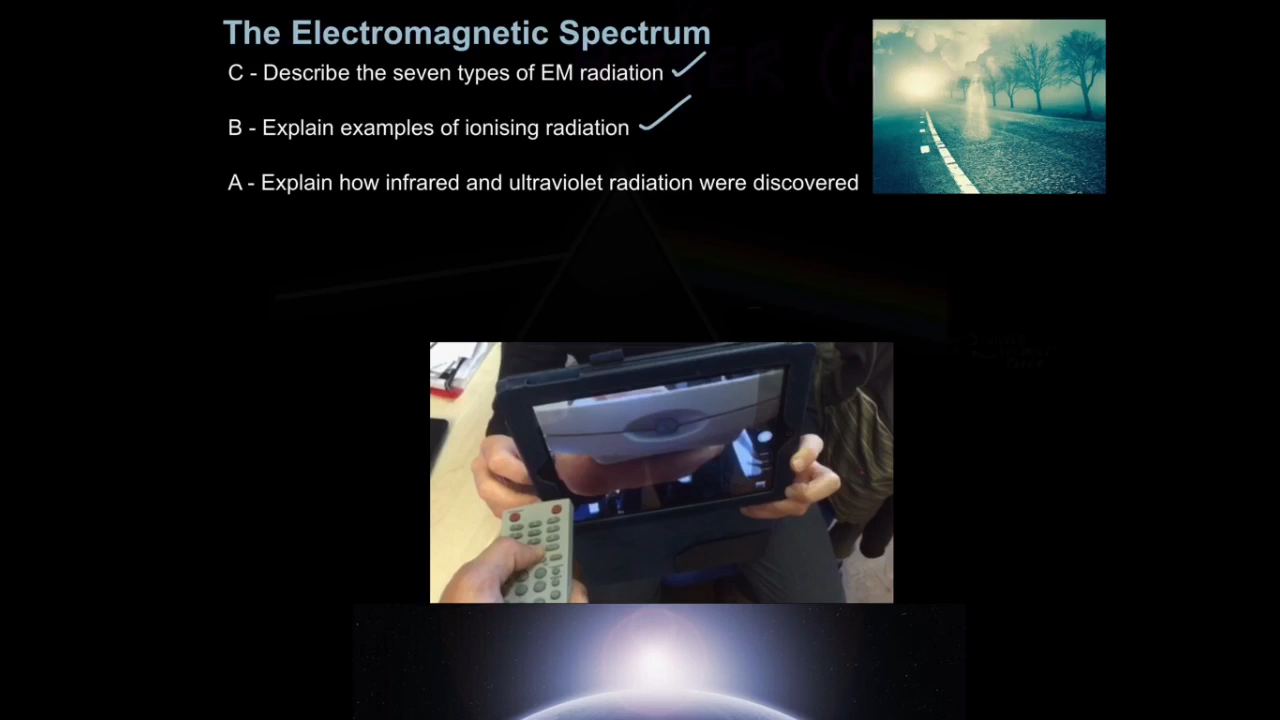 The Electromagnetic Spectrum
C - Describe the seven types of EM radiation
B - Explain examples of ionising radiation
A - Explain how infrared and ultraviolet radiation were discovered